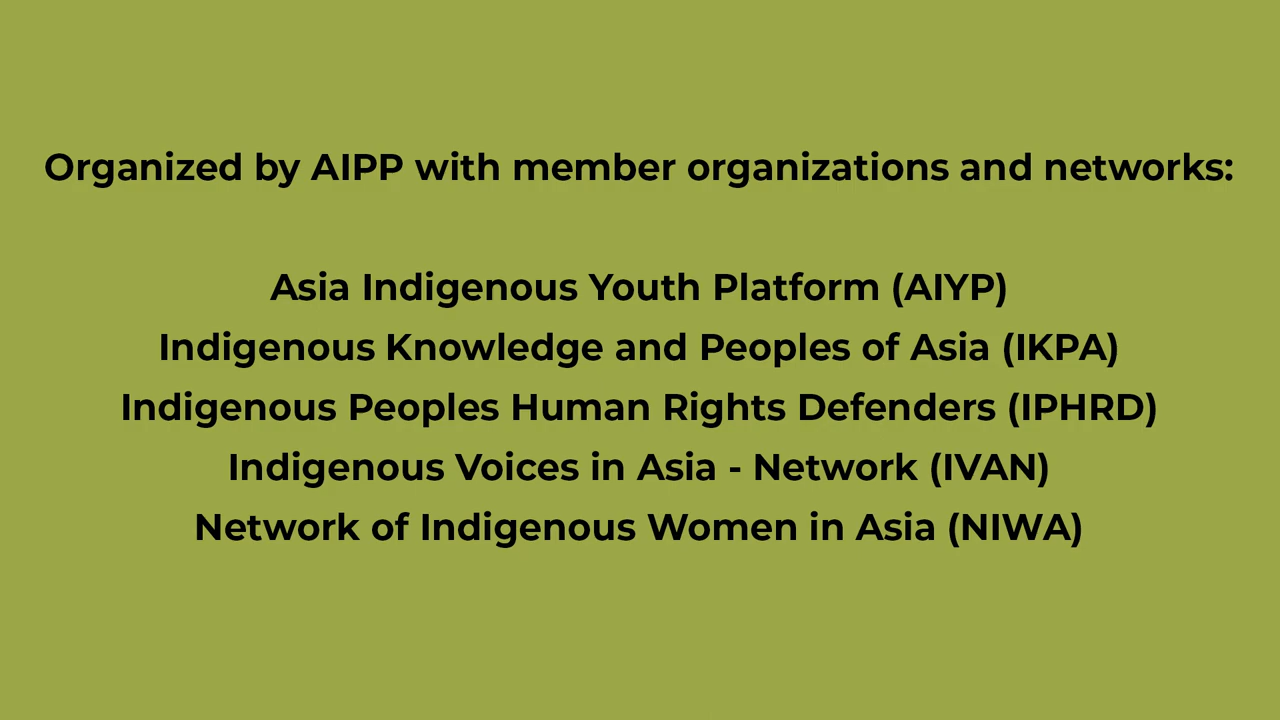 Organized by AIPP with member organizations and networks:
Asia Indigenous Youth Platform (AIYP)
Indigenous Knowledge and Peoples of Asia (IKPA)
Indigenous Peoples Human Rights Defenders (IPHRD)
Indigenous Voices in Asia - Network (IVAN)
Network of Indigenous Women in Asia (NIWA)